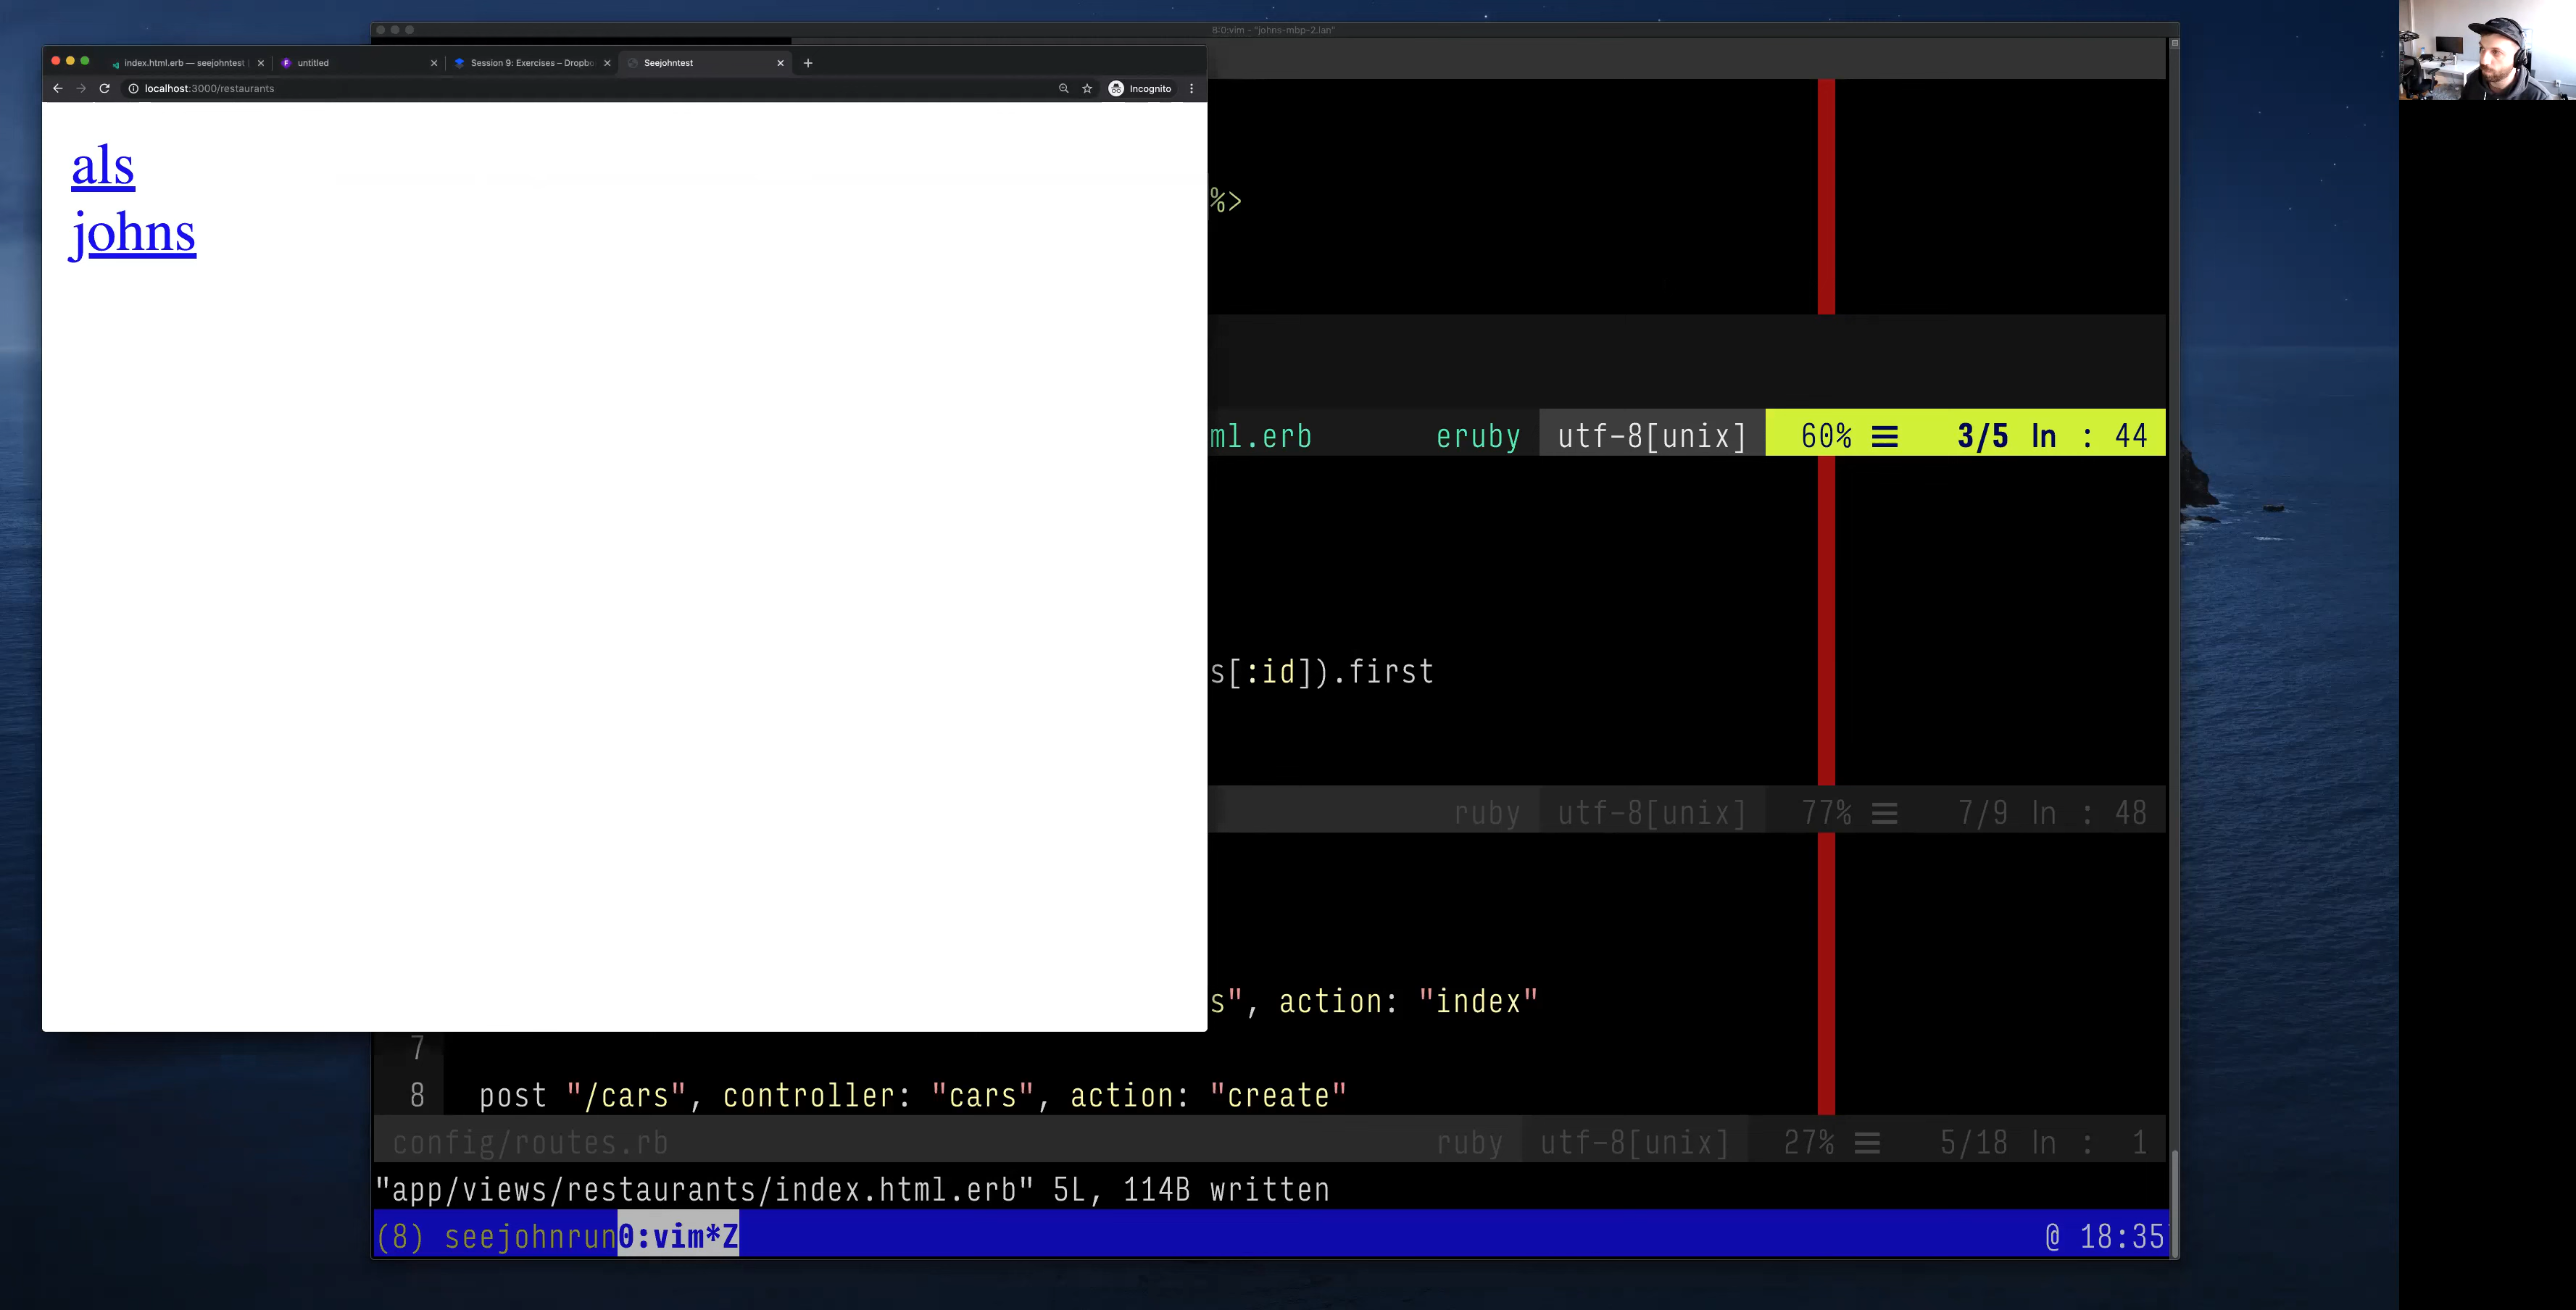 8:0:vim - "johns-mbp-2.lan"
index.html.erb — seejohntest
untitled
Session 9: Exercises – Dropbo
Seejohntest
localhost:3000/restaurants
Incognito
als
johns
%>
ml.erb eruby utf-8[unix] 60% 3/5 ln : 44
s[:id]).first
ruby utf-8[unix] 77% 7/9 ln : 48
s", action: "index"
7
8 post "/cars", controller: "cars", action: "create"
config/routes.rb ruby utf-8[unix] 27% 5/18 ln : 1
"app/views/restaurants/index.html.erb" 5L, 114B written
(8) seejohnrun0:vim*Z @ 18:35